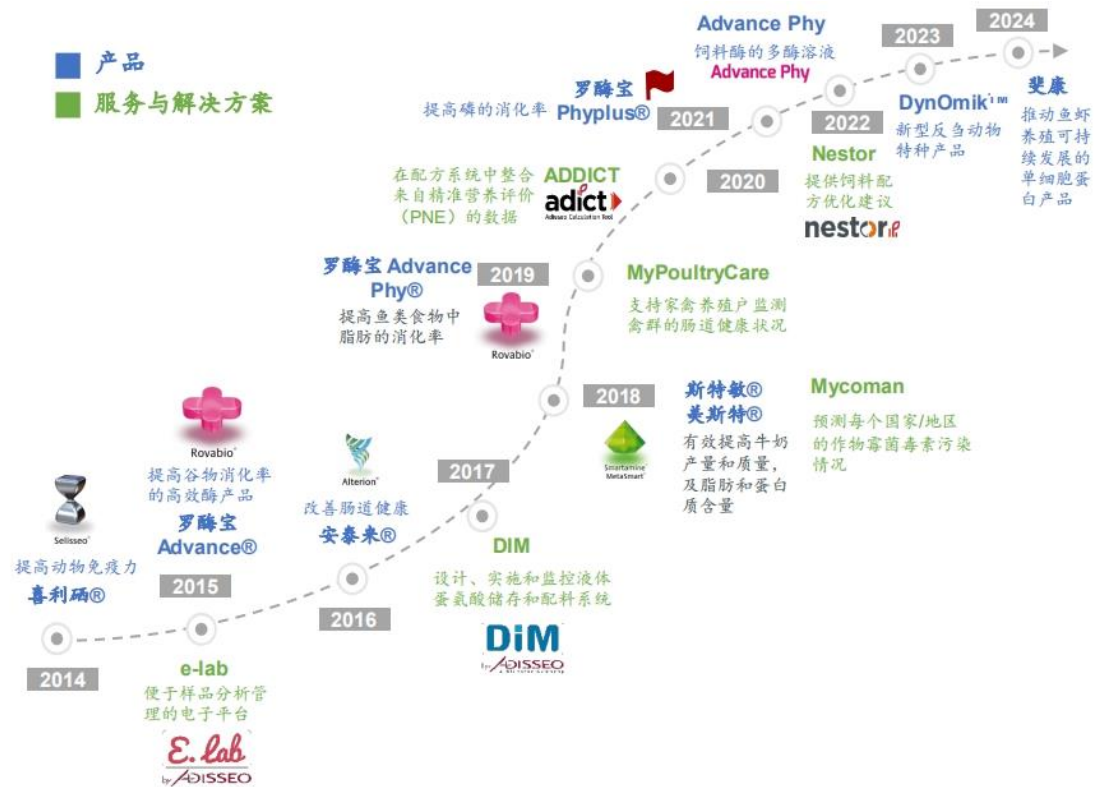 产品
服务与解决方案
Selisseo®
提高动物免疫力
喜利硒®
2014
Rovabio®
提高谷物消化率
的高效酶产品
罗酶宝
Advance®
2015
e-lab
便于样品分析管
理的电子平台
E.lab
by ADISSEO
Alterion®
改善肠道健康
安泰来®
2016
2017
DIM
设计、实施和监控液体
蛋氨酸储存和配料系统
DiM
by ADISSEO
2018
Smartamine®
MetaSmart®
斯特敏®
美斯特®
有效提高牛奶
产量和质量，
及脂肪和蛋白
质含量
Mycoman
预测每个国家/地区
的作物霉菌毒素污染
情况
罗酶宝 Advance
Phy®
提高鱼类食物中
脂肪的消化率
2019
Rovabio®
MyPoultryCare
支持家禽养殖户监测
禽群的肠道健康状况
在配方系统中整合
来自精准营养评价
（PNE）的数据
ADDICT
adict
Adisseo Calculation Tool
2020
提高磷的消化率
罗酶宝
Phyplus®
2021
Advance Phy
饲料酶的多酶溶液
Advance Phy
2022
Nestor
提供饲料配
方优化建议
nestor
2023
DynOmik™
新型反刍动物
特种产品
2024
斐康
推动鱼虾
养殖可持
续发展的
单细胞蛋
白产品